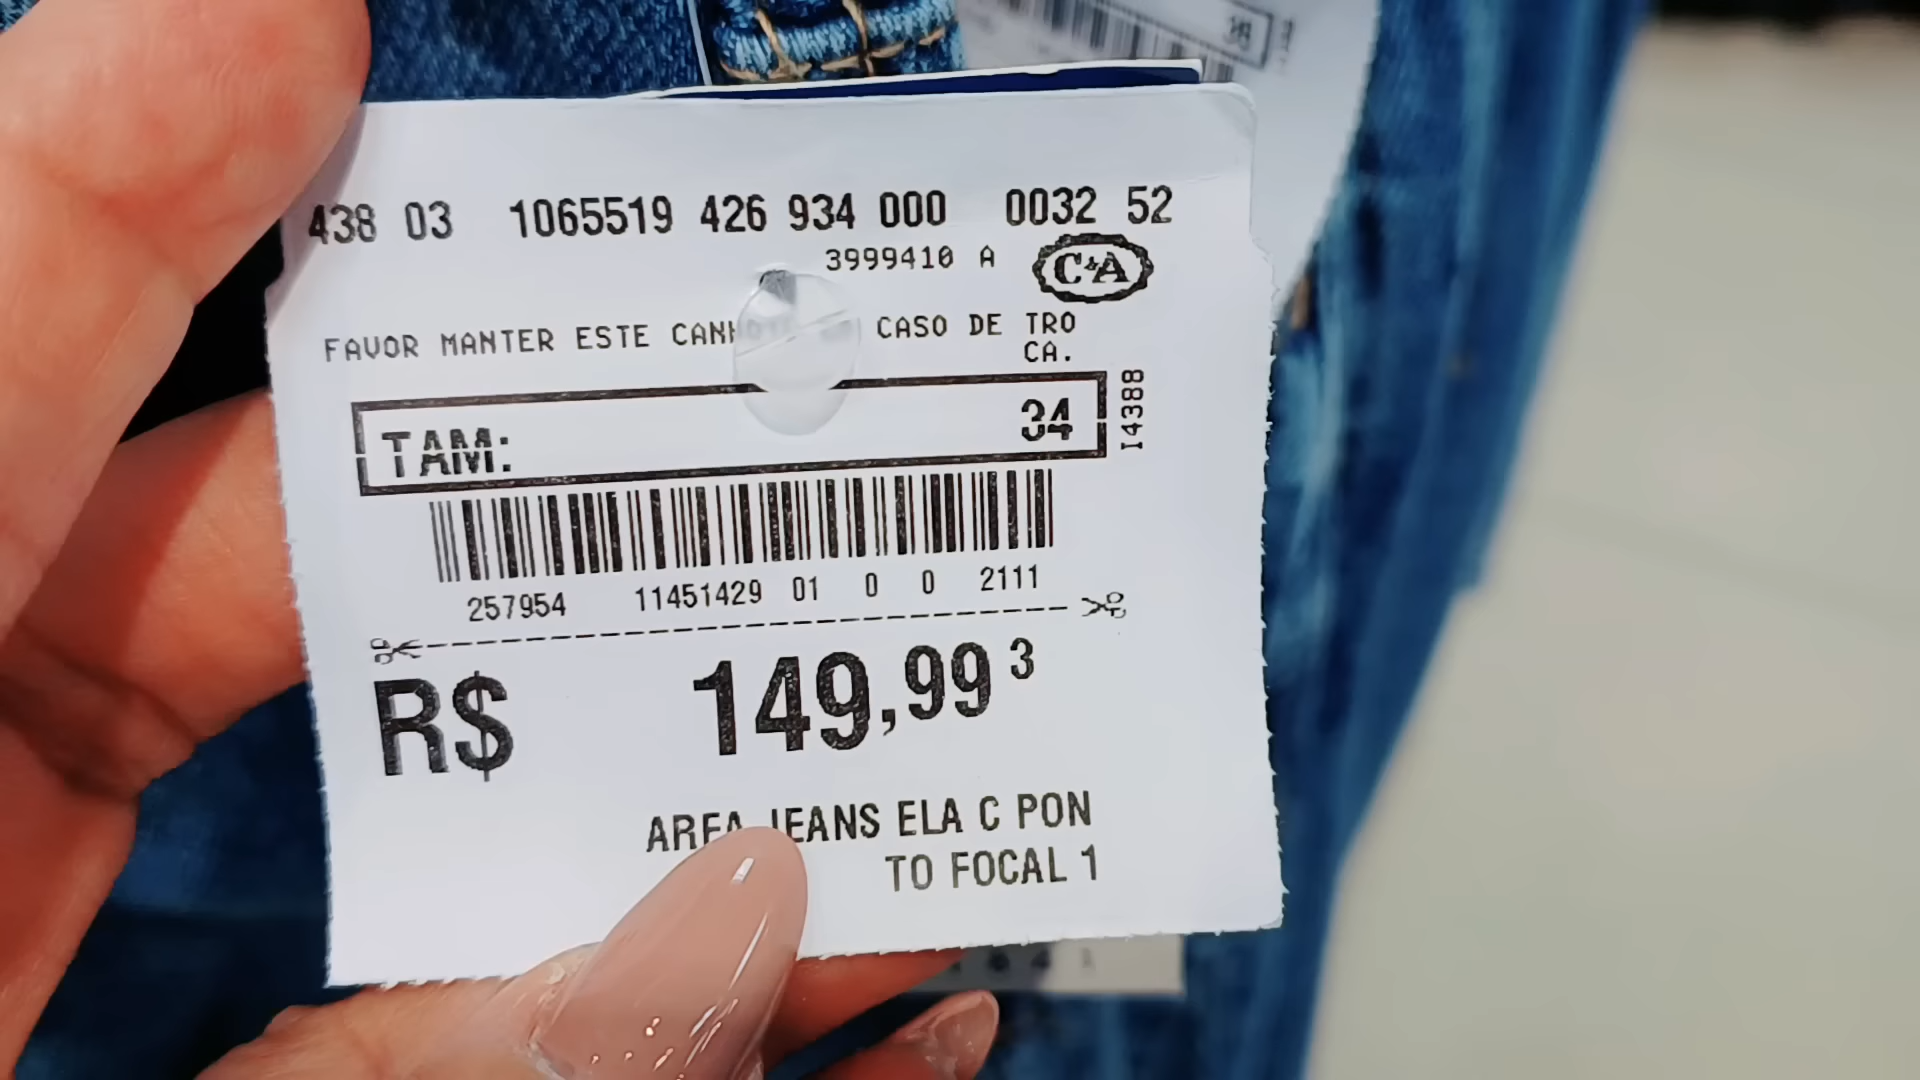 438 03 1065519 426 934 000 0032 52
3999410 A
C&A
FAVOR MANTER ESTE CASO DE TRO
CA.
TAM: 34
I4388
257954 11451429 01 0 0 2111
R$ 149,99 3
AREA JEANS ELA C PON
TO FOCAL 1